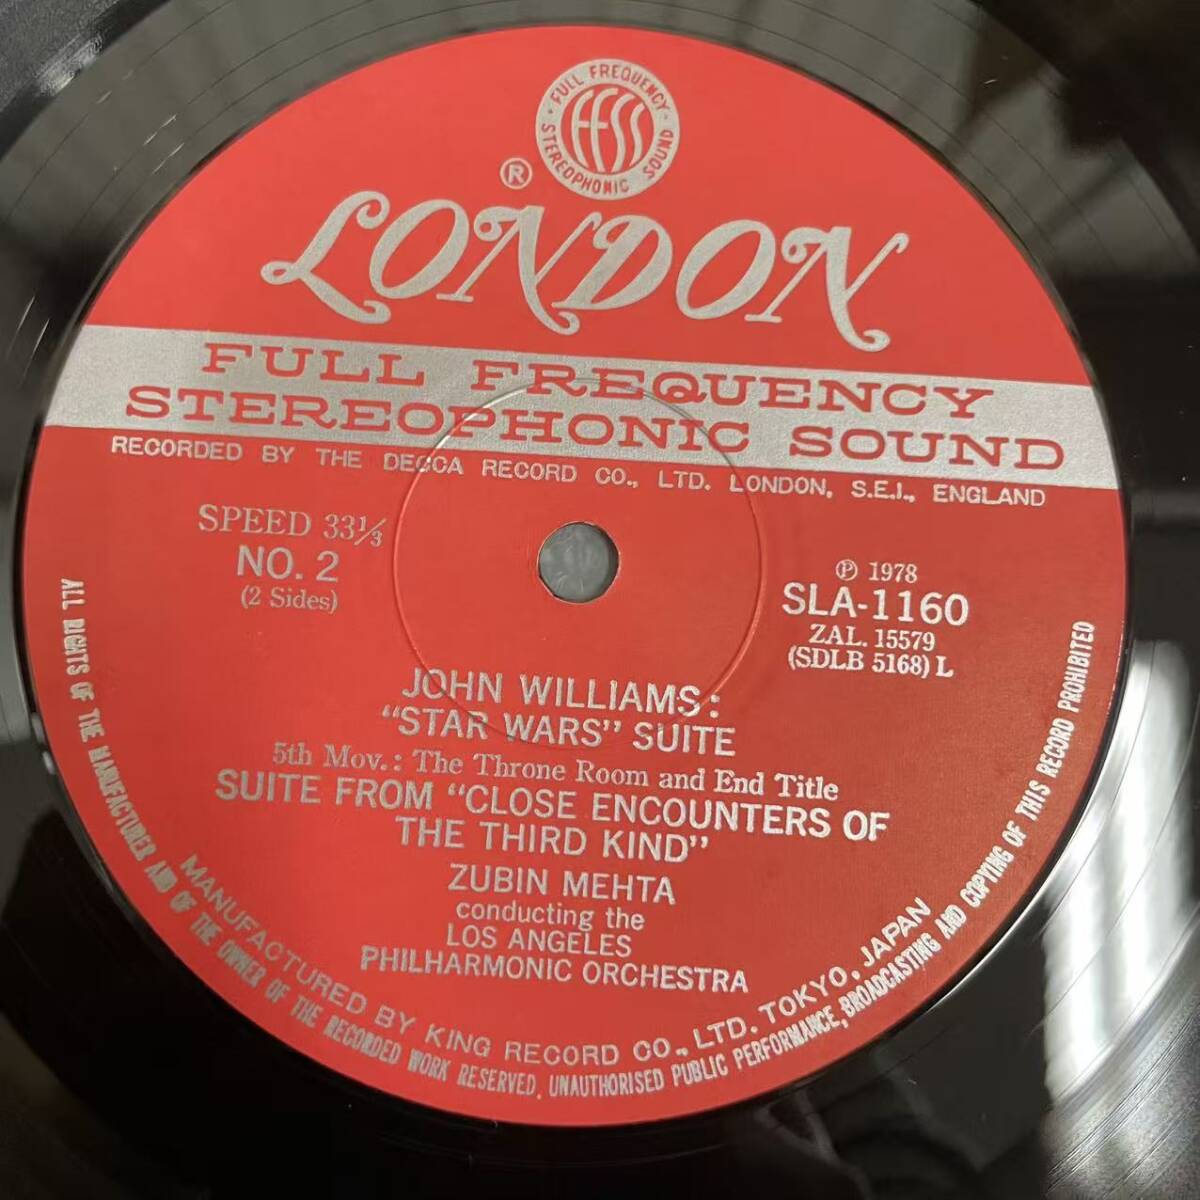 FULL FREQUENCY
FFSS
STEREOPHONIC SOUND
®
LONDON
FULL FREQUENCY
STEREOPHONIC SOUND
RECORDED BY THE DECCA RECORD CO., LTD. LONDON, S.E.I., ENGLAND
SPEED 33⅓
NO. 2
(2 Sides)
Ⓟ 1978
SLA-1160
ZAL. 15579
(SDLB 5168) L
JOHN WILLIAMS:
“STAR WARS” SUITE
5th Mov.: The Throne Room and End Title
SUITE FROM “CLOSE ENCOUNTERS OF
THE THIRD KIND”
ZUBIN MEHTA
conducting the
LOS ANGELES
PHILHARMONIC ORCHESTRA
MANUFACTURED BY KING RECORD CO., LTD. TOKYO, JAPAN
ALL RIGHTS OF THE MANUFACTURER AND OF THE OWNER OF THE RECORDED WORK RESERVED. UNAUTHORISED PUBLIC PERFORMANCE, BROADCASTING AND COPYING OF THIS RECORD PROHIBITED